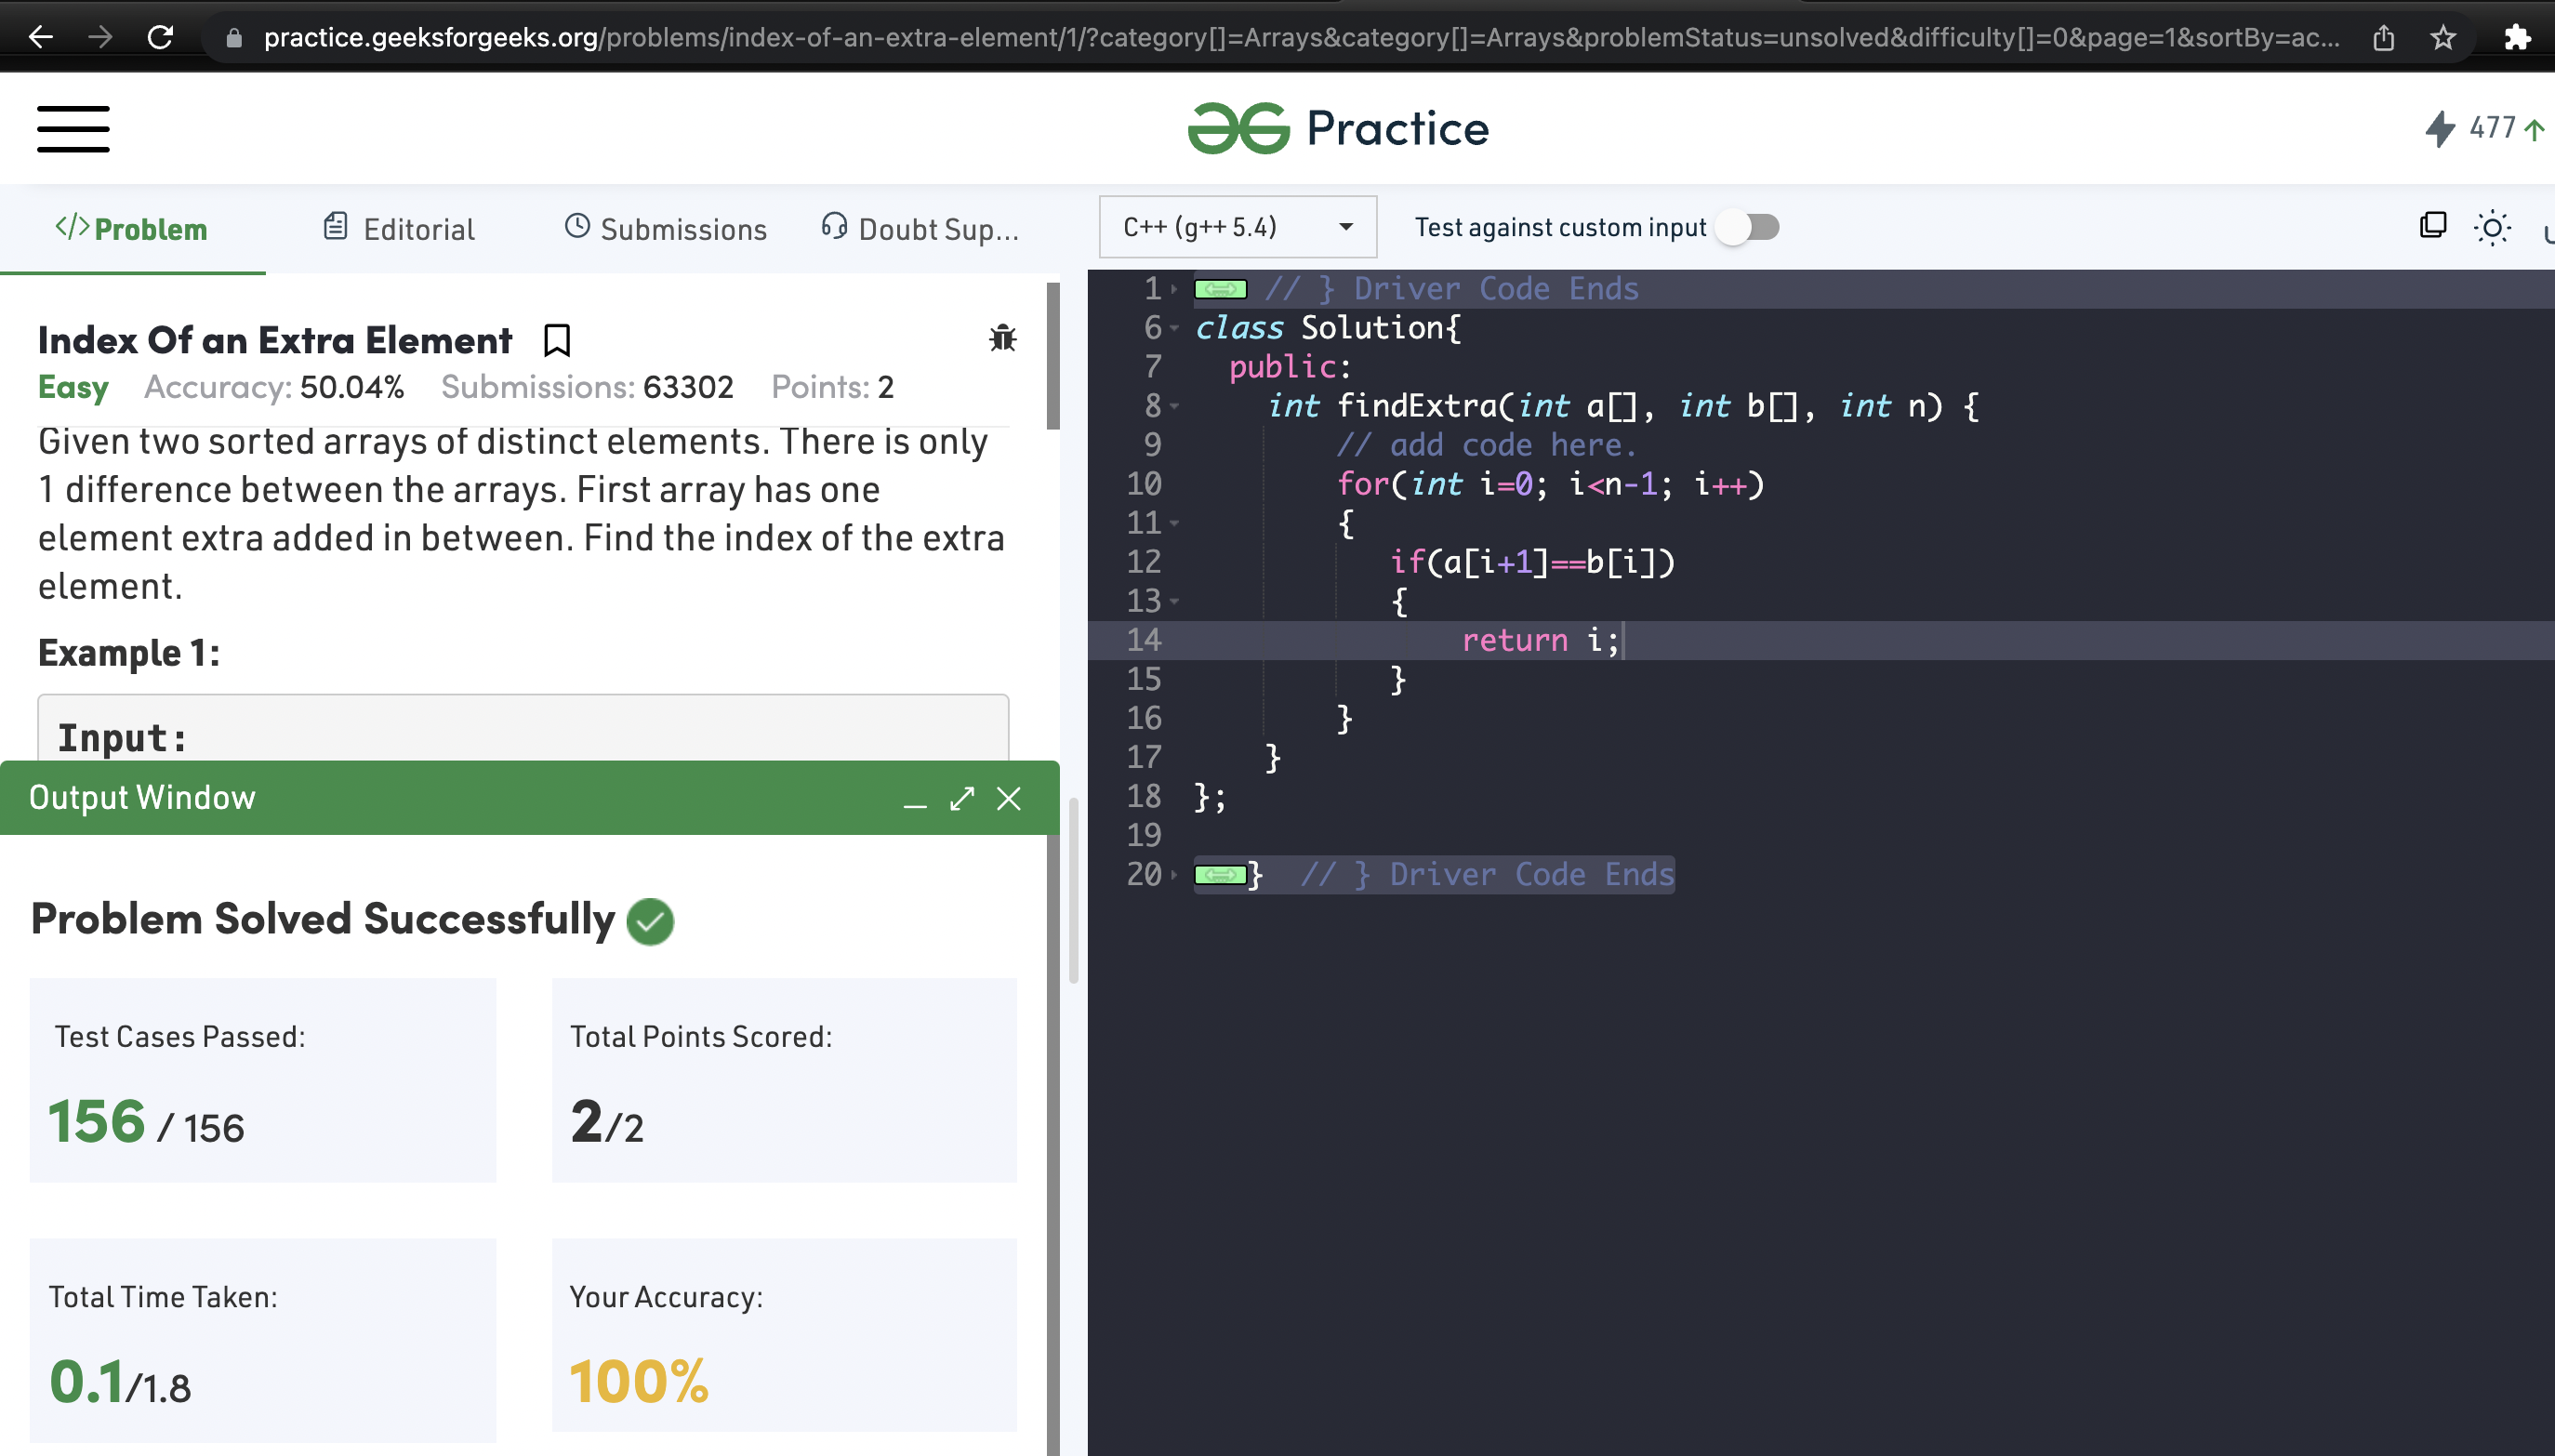 practice.geeksforgeeks.org/problems/index-of-an-extra-element/1/?category[]=Arrays&category[]=Arrays&problemStatus=unsolved&difficulty[]=0&page=1&sortBy=ac...
Practice
477
</>Problem
Editorial
Submissions
Doubt Sup...
C++ (g++ 5.4)
Test against custom input
Index Of an Extra Element
Easy Accuracy: 50.04% Submissions: 63302 Points: 2
Given two sorted arrays of distinct elements. There is only
1 difference between the arrays. First array has one
element extra added in between. Find the index of the extra
element.
Example 1:
Input:
Output Window
Problem Solved Successfully
Test Cases Passed:
156 / 156
Total Points Scored:
2/2
Total Time Taken:
0.1/1.8
Your Accuracy:
100%
1 // } Driver Code Ends
6 class Solution{
7 public:
8 int findExtra(int a[], int b[], int n) {
9 // add code here.
10 for(int i=0; i<n-1; i++)
11 {
12 if(a[i+1]==b[i])
13 {
14 return i;
15 }
16 }
17 }
18 };
19
20 } // } Driver Code Ends